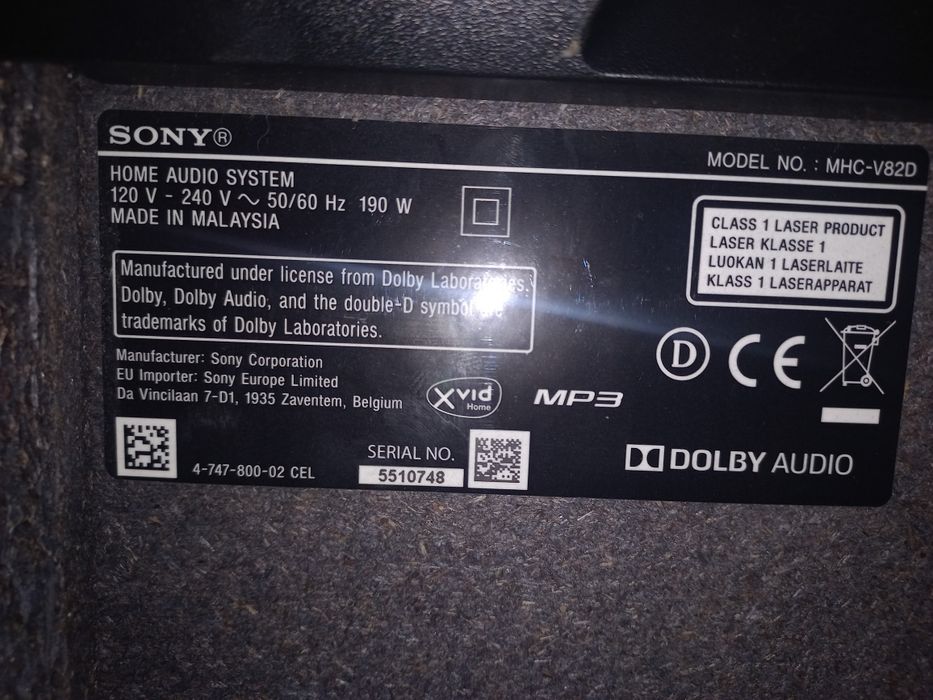 SONY®
MODEL NO. : MHC-V82D
HOME AUDIO SYSTEM
120 V - 240 V ~ 50/60 Hz 190 W
MADE IN MALAYSIA
CLASS 1 LASER PRODUCT
LASER KLASSE 1
LUOKAN 1 LASERLAITE
KLASS 1 LASERAPPARAT
Manufactured under license from Dolby Laboratories.
Dolby, Dolby Audio, and the double-D symbol are
trademarks of Dolby Laboratories.
Manufacturer: Sony Corporation
EU Importer: Sony Europe Limited
Da Vincilaan 7-D1, 1935 Zaventem, Belgium
Xvid
Home
MP3
D
CE
4-747-800-02 CEL
SERIAL NO.
5510748
DOLBY AUDIO